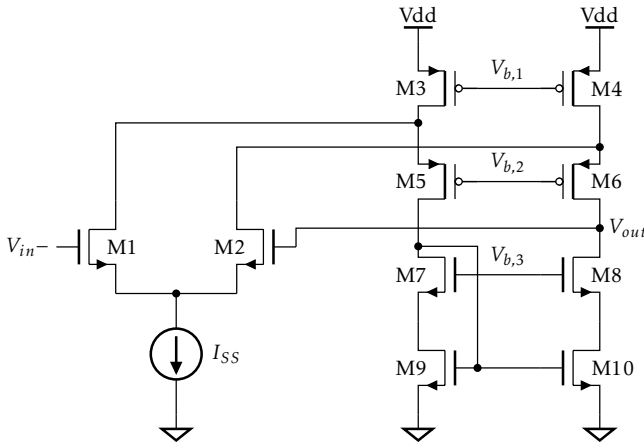 Vdd Vdd
M3 V_{b,1} M4
M5 V_{b,2} M6
V_{in}− M1 M2 V_{out}
M7 V_{b,3} M8
I_{SS} M9 M10